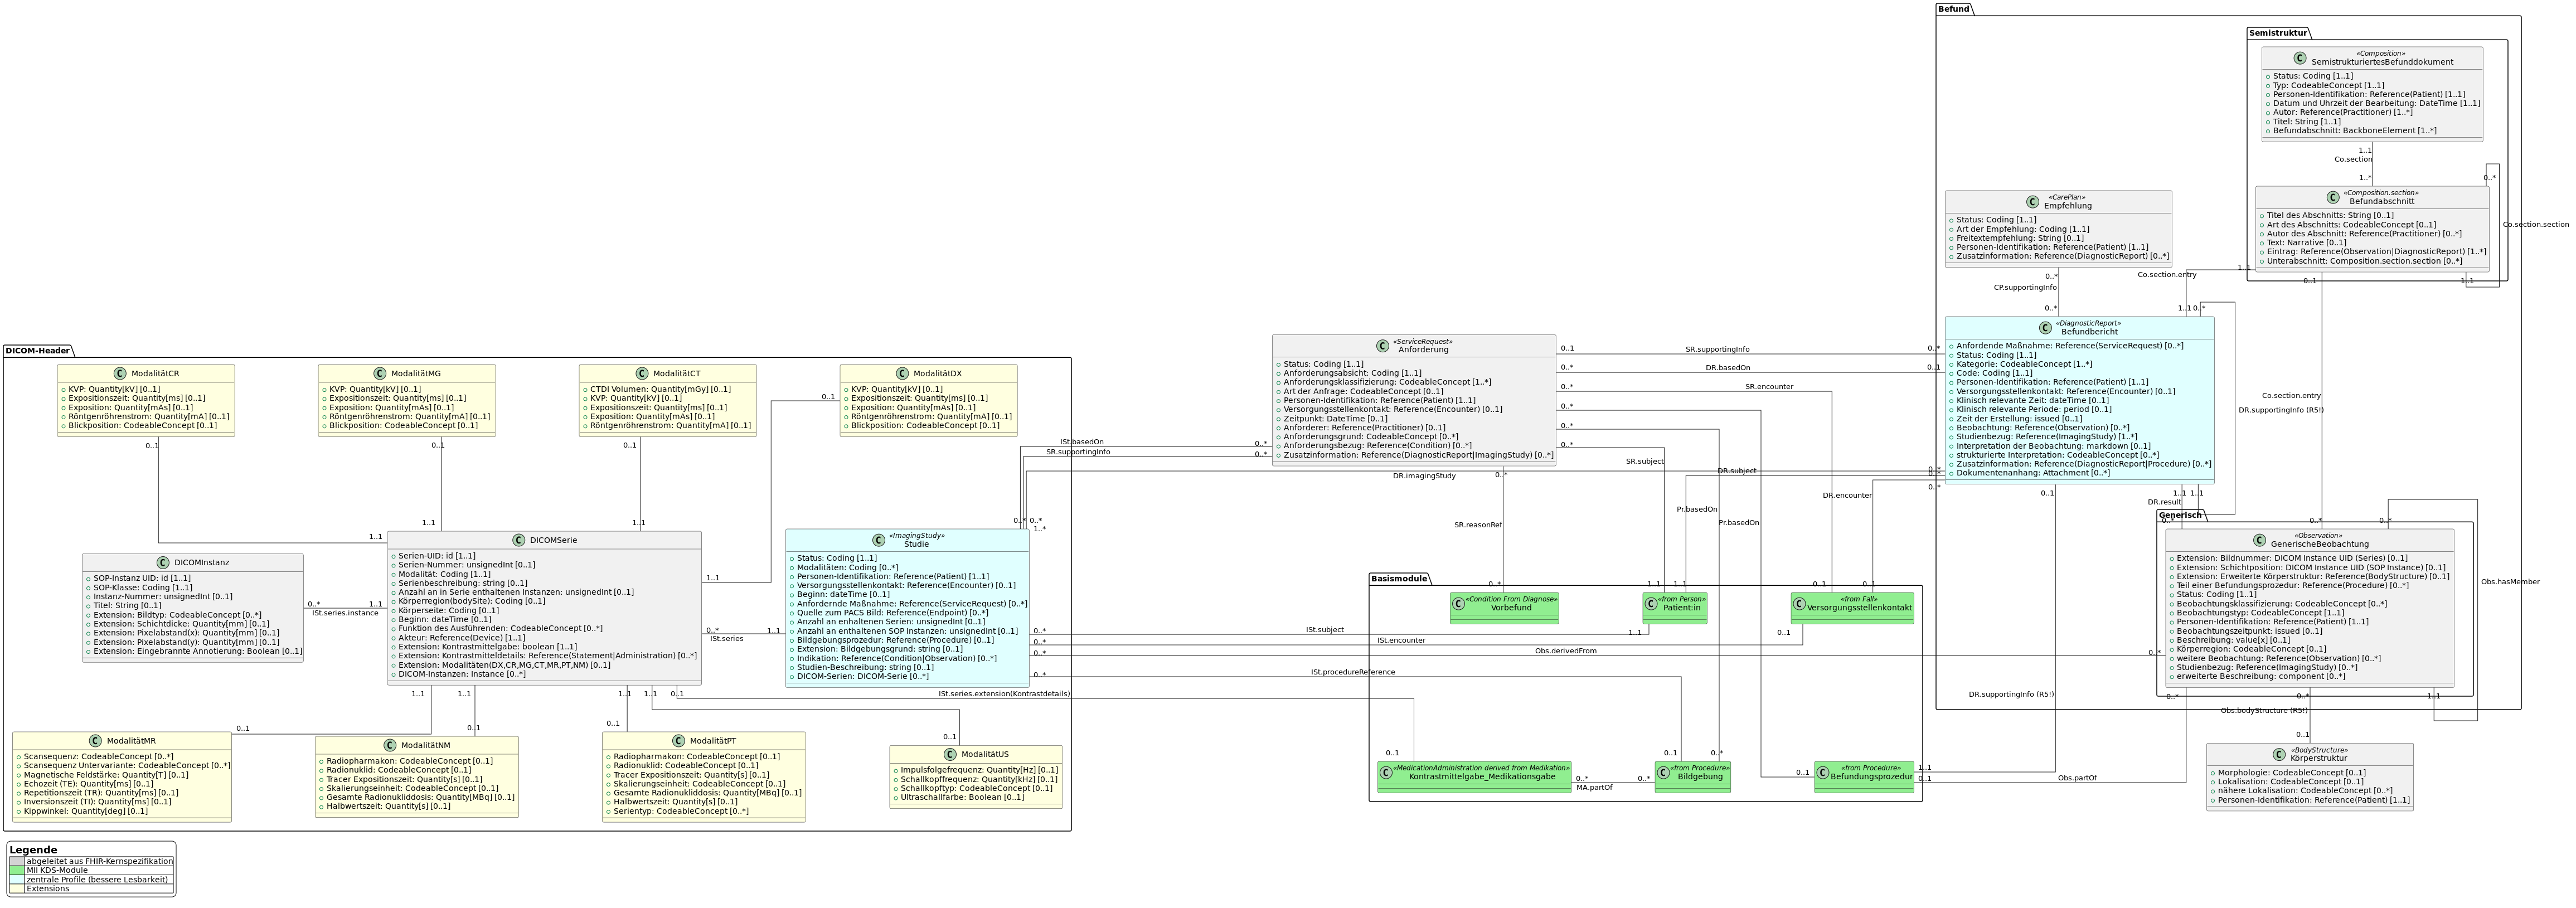 Befund
Semistruktur
«Composition»
SemistrukturiertesBefunddokument
Status: Coding [1..1]
Typ: CodeableConcept [1..1]
Personen-Identifikation: Reference(Patient) [1..1]
Datum und Uhrzeit der Bearbeitung: DateTime [1..1]
Autor: Reference(Practitioner) [1..*]
Titel: String [1..1]
Befundabschnitt: BackboneElement [1..*]
1..1
Co.section
1..*
0..*
«Composition.section»
Befundabschnitt
Titel des Abschnitts: String [0..1]
Art des Abschnitts: CodeableConcept [0..1]
Autor des Abschnitt: Reference(Practitioner) [0..*]
Text: Narrative [0..1]
Eintrag: Reference(Observation|DiagnosticReport) [1..*]
Unterabschnitt: Composition.section.section [0..*]
Co.section.section
1..1
0..1
1..1
Co.section.entry
«CarePlan»
Empfehlung
Status: Coding [1..1]
Art der Empfehlung: Coding [1..1]
Freitextempfehlung: String [0..1]
Personen-Identifikation: Reference(Patient) [1..1]
Zusatzinformation: Reference(DiagnosticReport) [0..*]
0..*
CP.supportingInfo
0..*
1..1
0..*
«DiagnosticReport»
Befundbericht
Anfordende Maßnahme: Reference(ServiceRequest) [0..*]
Status: Coding [1..1]
Kategorie: CodeableConcept [1..*]
Code: Coding [1..1]
Personen-Identifikation: Reference(Patient) [1..1]
Versorgungsstellenkontakt: Reference(Encounter) [0..1]
Klinisch relevante Zeit: dateTime [0..1]
Klinisch relevante Periode: period [0..1]
Zeit der Erstellung: issued [0..1]
Beobachtung: Reference(Observation) [0..*]
Studienbezug: Reference(ImagingStudy) [1..*]
Interpretation der Beobachtung: markdown [0..1]
strukturierte Interpretation: CodeableConcept [0..*]
Zusatzinformation: Reference(DiagnosticReport|Procedure) [0..*]
Dokumentenanhang: Attachment [0..*]
Co.section.entry
DR.supportingInfo (R5!)
0..1
1..1
1..1
DR.result
0..*
0..*
0..*
Generisch
«Observation»
GenerischeBeobachtung
Extension: Bildnummer: DICOM Instance UID (Series) [0..1]
Extension: Schichtposition: DICOM Instance UID (SOP Instance) [0..1]
Extension: Erweiterte Körperstruktur: Reference(BodyStructure) [0..1]
Teil einer Befundungsprozedur: Reference(Procedure) [0..*]
Status: Coding [1..1]
Beobachtungsklassifizierung: CodeableConcept [0..*]
Beobachtungstyp: CodeableConcept [1..1]
Personen-Identifikation: Reference(Patient) [1..1]
Beobachtungszeitpunkt: issued [0..1]
Beschreibung: value[x] [0..1]
Körperregion: CodeableConcept [0..1]
weitere Beobachtung: Reference(Observation) [0..*]
Studienbezug: Reference(ImagingStudy) [0..*]
erweiterte Beschreibung: component [0..*]
Obs.hasMember
0..*
0..*
0..*
1..1
DR.supportingInfo (R5!)
Obs.bodyStructure (R5!)
0..1
«BodyStructure»
Körperstruktur
Morphologie: CodeableConcept [0..1]
Lokalisation: CodeableConcept [0..1]
nähere Lokalisation: CodeableConcept [0..*]
Personen-Identifikation: Reference(Patient) [1..1]
«ServiceRequest»
Anforderung
Status: Coding [1..1]
Anforderungsabsicht: Coding [1..1]
Anforderungsklassifizierung: CodeableConcept [1..*]
Art der Anfrage: CodeableConcept [0..1]
Personen-Identifikation: Reference(Patient) [1..1]
Versorgungsstellenkontakt: Reference(Encounter) [0..1]
Zeitpunkt: DateTime [0..1]
Anforderer: Reference(Practitioner) [0..1]
Anforderungsgrund: CodeableConcept [0..*]
Anforderungsbezug: Reference(Condition) [0..*]
Zusatzinformation: Reference(DiagnosticReport|ImagingStudy) [0..*]
0..1
SR.supportingInfo
0..*
0..*
DR.basedOn
0..1
0..*
SR.encounter
0..*
0..*
0..*
SR.subject
0..*
ISt.basedOn
0..*
SR.supportingInfo
0..*
DR.imagingStudy
DR.subject
0..*
0..*
0..*
DR.encounter
Pr.basedOn
Pr.basedOn
SR.reasonRef
0..*
0..*
1..*
Basismodule
0..*
1..1
1..1
0..1
0..1
«Condition From Diagnose»
Vorbefund
«from Person»
Patient:in
«from Fall»
Versorgungsstellenkontakt
0..*
ISt.subject
1..1
0..*
ISt.encounter
0..1
0..*
Obs.derivedFrom
0..*
0..*
ISt.procedureReference
0..1
0..1
0..*
0..1
«MedicationAdministration derived from Medikation»
Kontrastmittelgabe_Medikationsgabe
0..*
MA.partOf
0..*
«from Procedure»
Bildgebung
«from Procedure»
Befundungsprozedur
1..1
0..1
Obs.partOf
DICOM-Header
ModalitätCR
KVP: Quantity[kV] [0..1]
Expositionszeit: Quantity[ms] [0..1]
Exposition: Quantity[mAs] [0..1]
Röntgenröhrenstrom: Quantity[mA] [0..1]
Blickposition: CodeableConcept [0..1]
0..1
ModalitätMG
KVP: Quantity[kV] [0..1]
Expositionszeit: Quantity[ms] [0..1]
Exposition: Quantity[mAs] [0..1]
Röntgenröhrenstrom: Quantity[mA] [0..1]
Blickposition: CodeableConcept [0..1]
0..1
ModalitätCT
CTDI Volumen: Quantity[mGy] [0..1]
KVP: Quantity[kV] [0..1]
Expositionszeit: Quantity[ms] [0..1]
Exposition: Quantity[mAs] [0..1]
Röntgenröhrenstrom: Quantity[mA] [0..1]
0..1
ModalitätDX
KVP: Quantity[kV] [0..1]
Expositionszeit: Quantity[ms] [0..1]
Exposition: Quantity[mAs] [0..1]
Röntgenröhrenstrom: Quantity[mA] [0..1]
Blickposition: CodeableConcept [0..1]
0..1
1..1
1..1
1..1
1..1
DICOMInstanz
SOP-Instanz UID: id [1..1]
SOP-Klasse: Coding [1..1]
Instanz-Nummer: unsignedInt [0..1]
Titel: String [0..1]
Extension: Bildtyp: CodeableConcept [0..*]
Extension: Schichtdicke: Quantity[mm] [0..1]
Extension: Pixelabstand(x): Quantity[mm] [0..1]
Extension: Pixelabstand(y): Quantity[mm] [0..1]
Extension: Eingebrannte Annotierung: Boolean [0..1]
0..*
ISt.series.instance
1..1
DICOMSerie
Serien-UID: id [1..1]
Serien-Nummer: unsignedInt [0..1]
Modalität: Coding [1..1]
Serienbeschreibung: string [0..1]
Anzahl an in Serie enthaltenen Instanzen: unsignedInt [0..1]
Körperregion(bodySite): Coding [0..1]
Körperseite: Coding [0..1]
Beginn: dateTime [0..1]
Funktion des Ausführenden: CodeableConcept [0..*]
Akteur: Reference(Device) [1..1]
Extension: Kontrastmittelgabe: boolean [1..1]
Extension: Kontrastmitteldetails: Reference(Statement|Administration) [0..*]
Extension: Modalitäten(DX,CR,MG,CT,MR,PT,NM) [0..1]
DICOM-Instanzen: Instance [0..*]
0..*
ISt.series
1..1
«ImagingStudy»
Studie
Status: Coding [1..1]
Modalitäten: Coding [0..*]
Personen-Identifikation: Reference(Patient) [1..1]
Versorgungsstellenkontakt: Reference(Encounter) [0..1]
Beginn: dateTime [0..1]
Anfordernde Maßnahme: Reference(ServiceRequest) [0..*]
Quelle zum PACS Bild: Reference(Endpoint) [0..*]
Anzahl an enhaltenen Serien: unsignedInt [0..1]
Anzahl an enthaltenen SOP Instanzen: unsignedInt [0..1]
Bildgebungsprozedur: Reference(Procedure) [0..1]
Extension: Bildgebungsgrund: string [0..1]
Indikation: Reference(Condition|Observation) [0..*]
Studien-Beschreibung: string [0..1]
DICOM-Serien: DICOM-Serie [0..*]
1..1
1..1
1..1
1..1
0..1
ISt.series.extension(Kontrastdetails)
0..1
0..1
0..1
0..1
ModalitätMR
Scansequenz: CodeableConcept [0..*]
Scansequenz Untervariante: CodeableConcept [0..*]
Magnetische Feldstärke: Quantity[T] [0..1]
Echozeit (TE): Quantity[ms] [0..1]
Repetitionszeit (TR): Quantity[ms] [0..1]
Inversionszeit (TI): Quantity[ms] [0..1]
Kippwinkel: Quantity[deg] [0..1]
ModalitätNM
Radiopharmakon: CodeableConcept [0..1]
Radionuklid: CodeableConcept [0..1]
Tracer Expositionszeit: Quantity[s] [0..1]
Skalierungseinheit: CodeableConcept [0..1]
Gesamte Radionukliddosis: Quantity[MBq] [0..1]
Halbwertszeit: Quantity[s] [0..1]
ModalitätPT
Radiopharmakon: CodeableConcept [0..1]
Radionuklid: CodeableConcept [0..1]
Tracer Expositionszeit: Quantity[s] [0..1]
Skalierungseinheit: CodeableConcept [0..1]
Gesamte Radionukliddosis: Quantity[MBq] [0..1]
Halbwertszeit: Quantity[s] [0..1]
Serientyp: CodeableConcept [0..*]
ModalitätUS
Impulsfolgefrequenz: Quantity[Hz] [0..1]
Schallkopffrequenz: Quantity[kHz] [0..1]
Schallkopftyp: CodeableConcept [0..1]
Ultraschallfarbe: Boolean [0..1]
Legende
abgeleitet aus FHIR-Kernspezifikation
MII KDS-Module
zentrale Profile (bessere Lesbarkeit)
Extensions